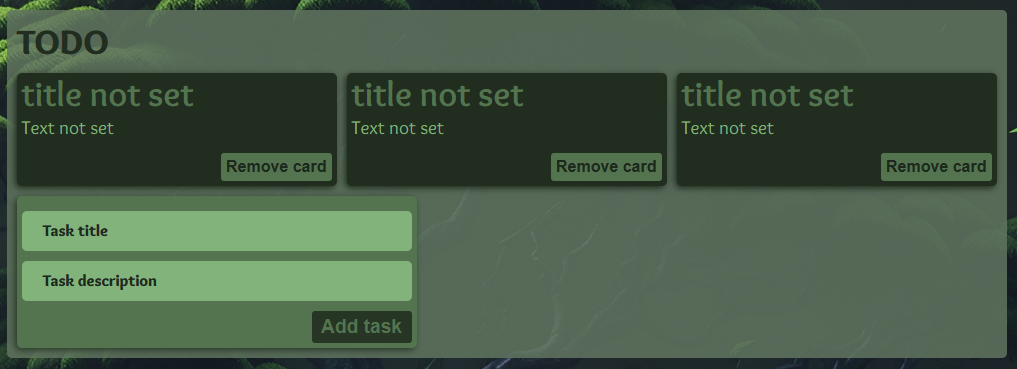 TODO
title not set title not set title not set
Text not set Text not set Text not set
Remove card Remove card Remove card
Task title
Task description
Add task